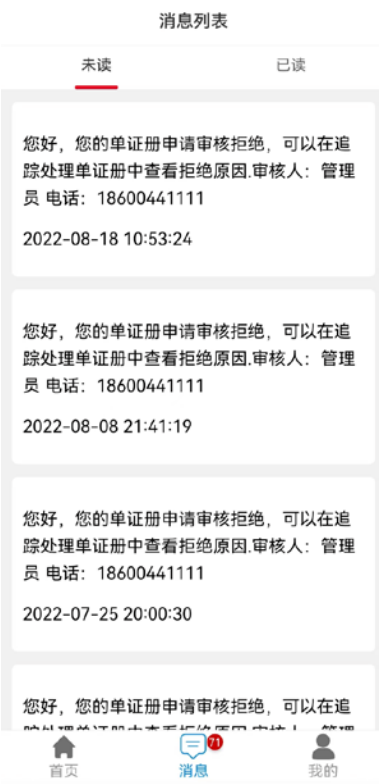 消息列表
未读
已读
您好，您的单证册申请审核拒绝，可以在追
踪处理单证册中查看拒绝原因.审核人：管理
员 电话：18600441111
2022-08-18 10:53:24
您好，您的单证册申请审核拒绝，可以在追
踪处理单证册中查看拒绝原因.审核人：管理
员 电话：18600441111
2022-08-08 21:41:19
您好，您的单证册申请审核拒绝，可以在追
踪处理单证册中查看拒绝原因.审核人：管理
员 电话：18600441111
2022-07-25 20:00:30
您好，您的单证册申请审核拒绝，可以在追
71
首页
消息
我的